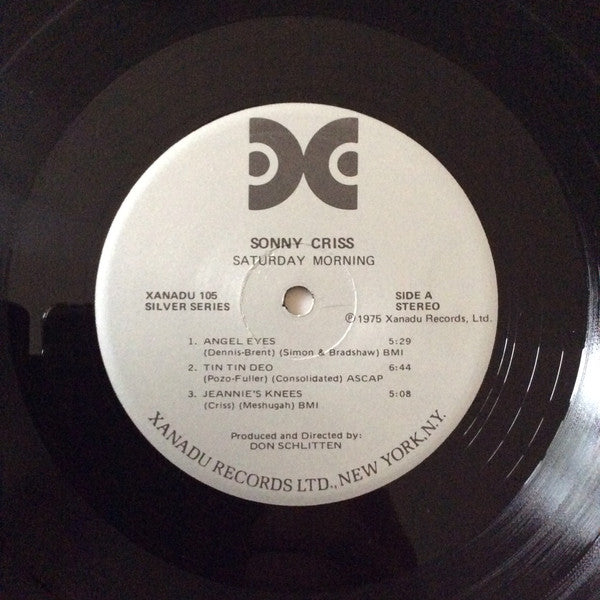 SONNY CRISS
SATURDAY MORNING
XANADU 105
SILVER SERIES
SIDE A
STEREO
Ⓟ1975 Xanadu Records, Ltd.
1. ANGEL EYES 5:29
(Dennis-Brent) (Simon & Bradshaw) BMI
2. TIN TIN DEO 6:44
(Pozo-Fuller) (Consolidated) ASCAP
3. JEANNIE'S KNEES 5:08
(Criss) (Meshugah) BMI
Produced and Directed by:
DON SCHLITTEN
XANADU RECORDS LTD., NEW YORK, N.Y.